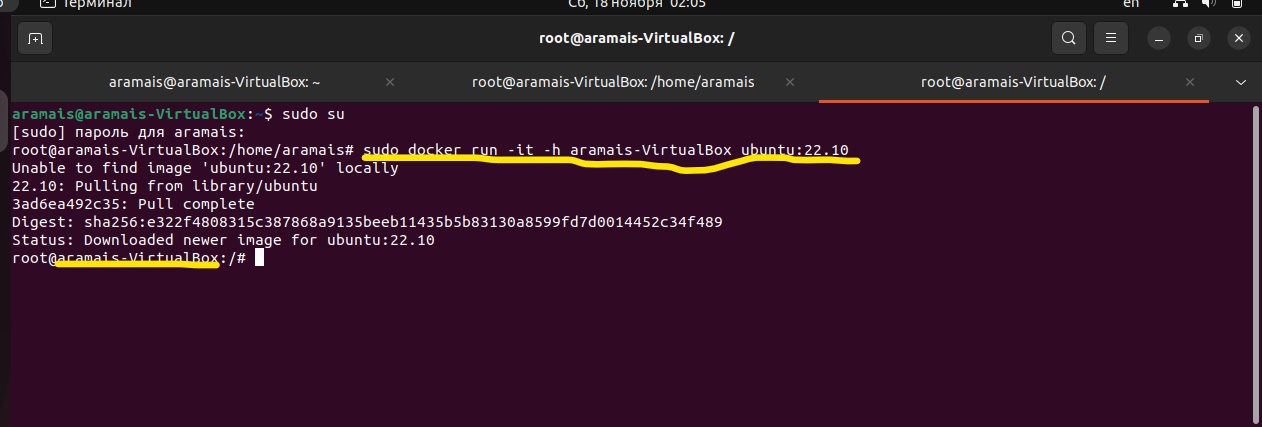 Терминал
Сб, 18 ноября 02:05
en
root@aramais-VirtualBox: /
aramais@aramais-VirtualBox: ~
root@aramais-VirtualBox: /home/aramais
root@aramais-VirtualBox: /
aramais@aramais-VirtualBox:~$ sudo su
[sudo] пароль для aramais:
root@aramais-VirtualBox:/home/aramais# sudo docker run -it -h aramais-VirtualBox ubuntu:22.10
Unable to find image 'ubuntu:22.10' locally
22.10: Pulling from library/ubuntu
3ad6ea492c35: Pull complete
Digest: sha256:e322f4808315c387868a9135beeb11435b5b83130a8599fd7d0014452c34f489
Status: Downloaded newer image for ubuntu:22.10
root@aramais-VirtualBox:/#